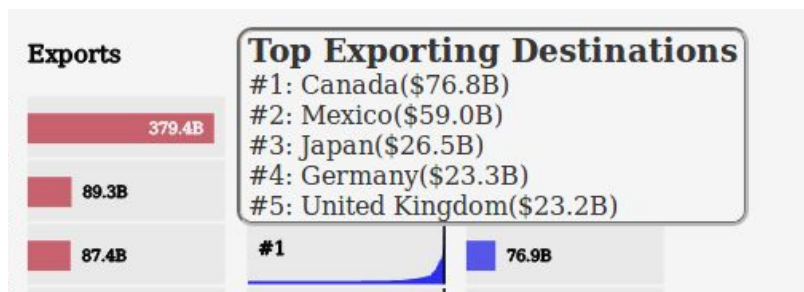 Exports
Top Exporting Destinations
#1: Canada($76.8B)
#2: Mexico($59.0B)
#3: Japan($26.5B)
#4: Germany($23.3B)
#5: United Kingdom($23.2B)
379.4B
89.3B
87.4B
#1
76.9B